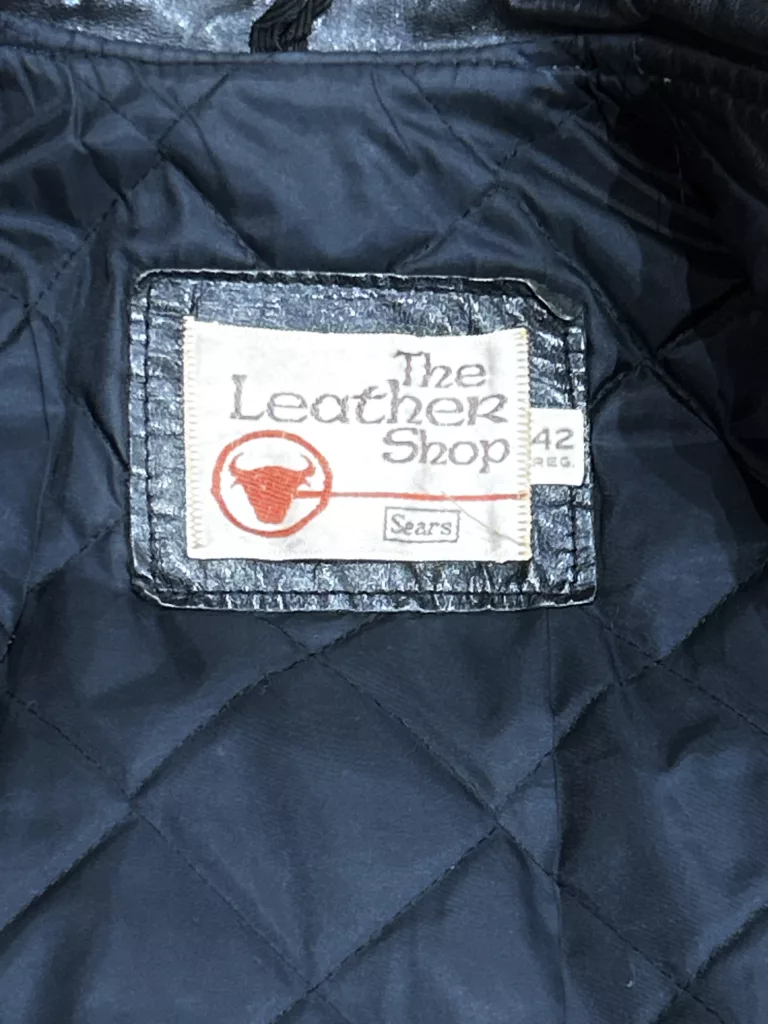 The
Leather
Shop
42
REG.
Sears